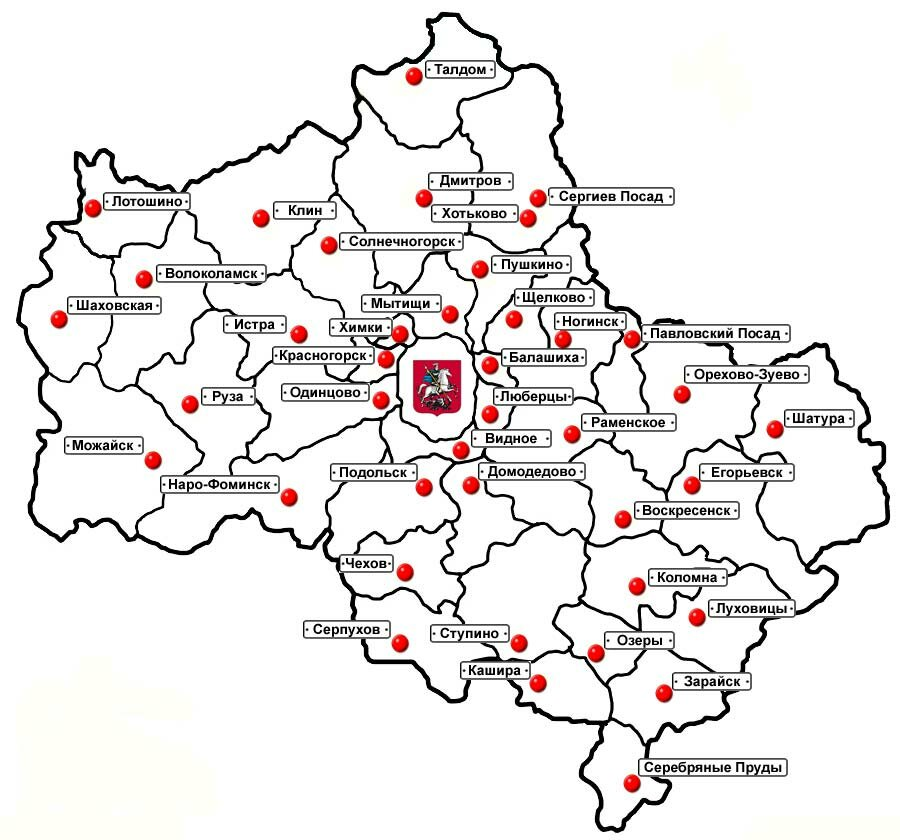 Талдом
Дмитров
Сергиев Посад
Лотошино
Клин
Хотьково
Солнечногорск
Пушкино
Волоколамск
Щелково
Шаховская
Мытищи
Истра
Химки
Ногинск
Павловский Посад
Красногорск
Балашиха
Орехово-Зуево
Одинцово
Руза
Люберцы
Шатура
Раменское
Можайск
Видное
Подольск
Домодедово
Егорьевск
Наро-Фоминск
Воскресенск
Чехов
Коломна
Луховицы
Серпухов
Ступино
Озеры
Кашира
Зарайск
Серебряные Пруды